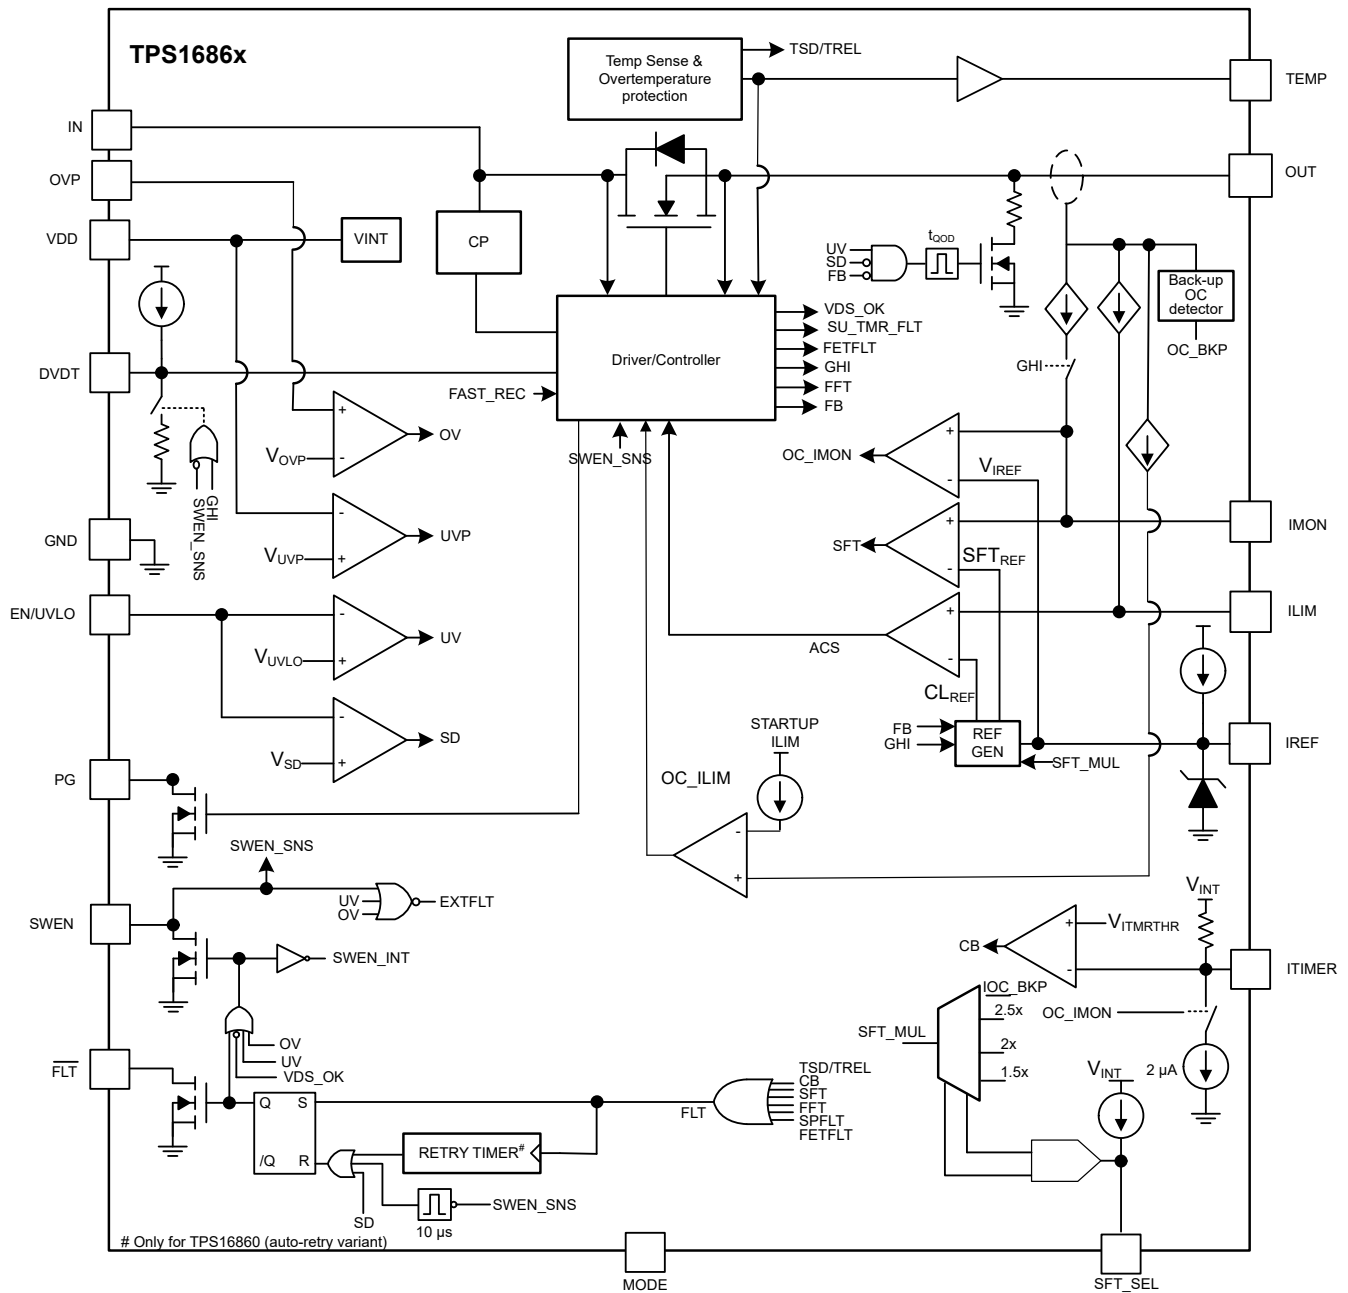 TPS1686x
Temp Sense &
Overtemperature
protection
TSD/TREL
TEMP
IN
OVP
OUT
VDD
VINT
CP
UV
SD
FB
tQOD
Back-up
OC
detector
OC_BKP
DVDT
Driver/Controller
VDS_OK
SU_TMR_FLT
FETFLT
GHI
FFT
FB
GHI
FAST_REC
SWEN_SNS
+
VOVP
-
OV
GHI
SWEN_SNS
OC_IMON
+
VIREF
-
GND
-
VUVP
+
UVP
SFT
+
SFTREF
-
IMON
EN/UVLO
-
VUVLO
+
UV
ACS
+
-
CLREF
ILIM
-
VSD
+
SD
STARTUP
ILIM
OC_ILIM
FB
GHI
REF
GEN
SFT_MUL
IREF
PG
-
+
SWEN_SNS
UV
OV
EXTFLT
SWEN
SWEN_INT
VINT
CB
+
VITMRTHR
-
ITIMER
IOC_BKP
2.5x
2x
1.5x
SFT_MUL
OC_IMON
2 µA
VINT
OV
UV
VDS_OK
FLT
Q
S
/Q
R
FLT
TSD/TREL
CB
SFT
FFT
SPFLT
FETFLT
RETRY TIMER#
SWEN_SNS
SD
10 µs
# Only for TPS16860 (auto-retry variant)
MODE
SFT_SEL